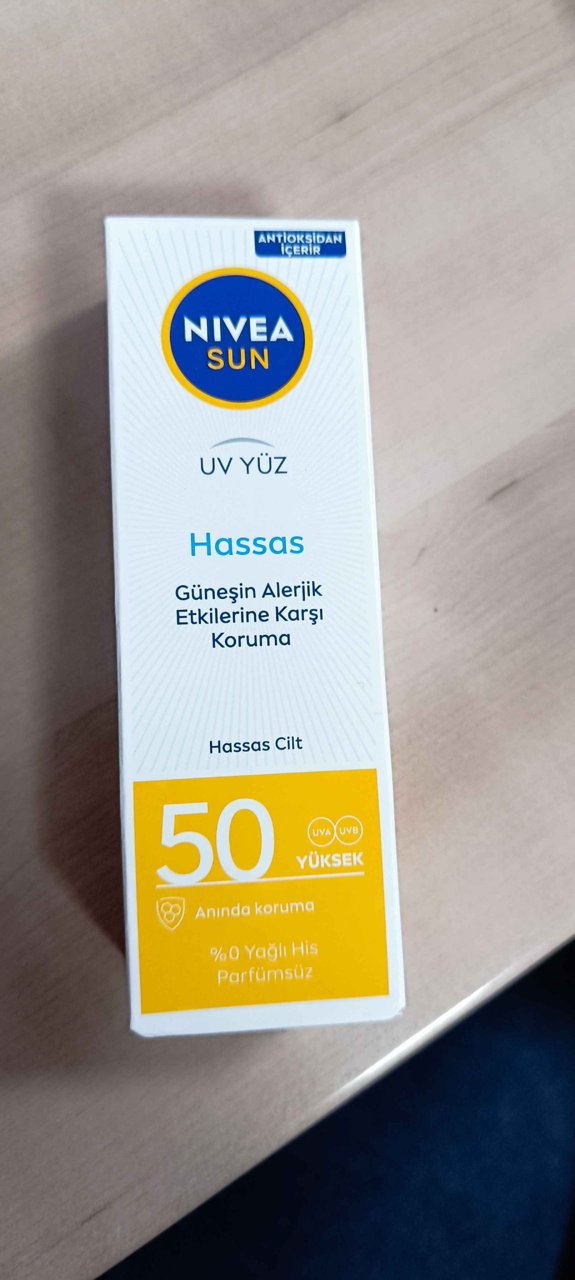 ANTİOKSİDAN
İÇERİR
NIVEA
SUN
UV YÜZ
Hassas
Güneşin Alerjik
Etkilerine Karşı
Koruma
Hassas Cilt
50
UVA UVB
YÜKSEK
Anında koruma
%0 Yağlı His
Parfümsüz